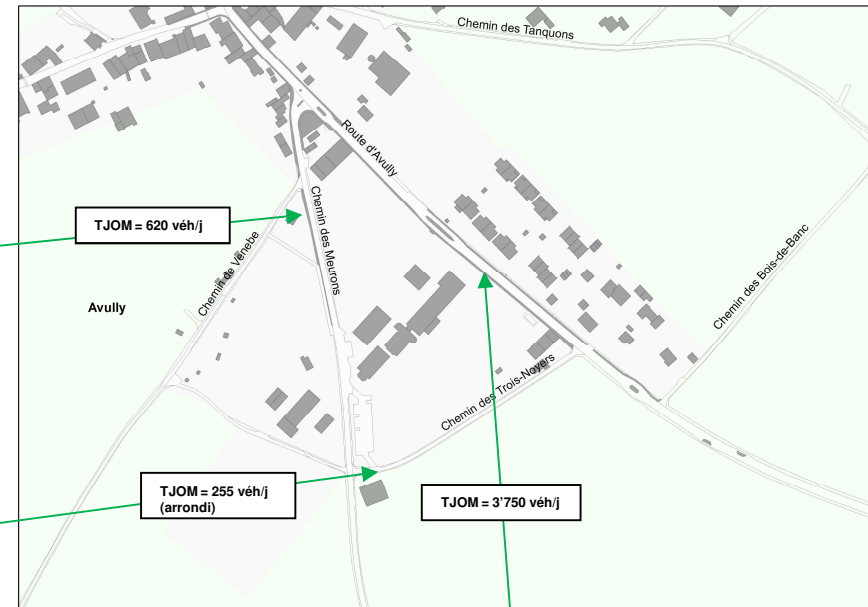 Chemin des Tanquons
Route d'Avully
Chemin des Meurons
TJOM = 620 véh/j
Chemin de Vénebe
Avully
Chemin des Bois-de-Banc
Chemin des Trois-Noyers
TJOM = 255 véh/j
(arrondi)
TJOM = 3'750 véh/j